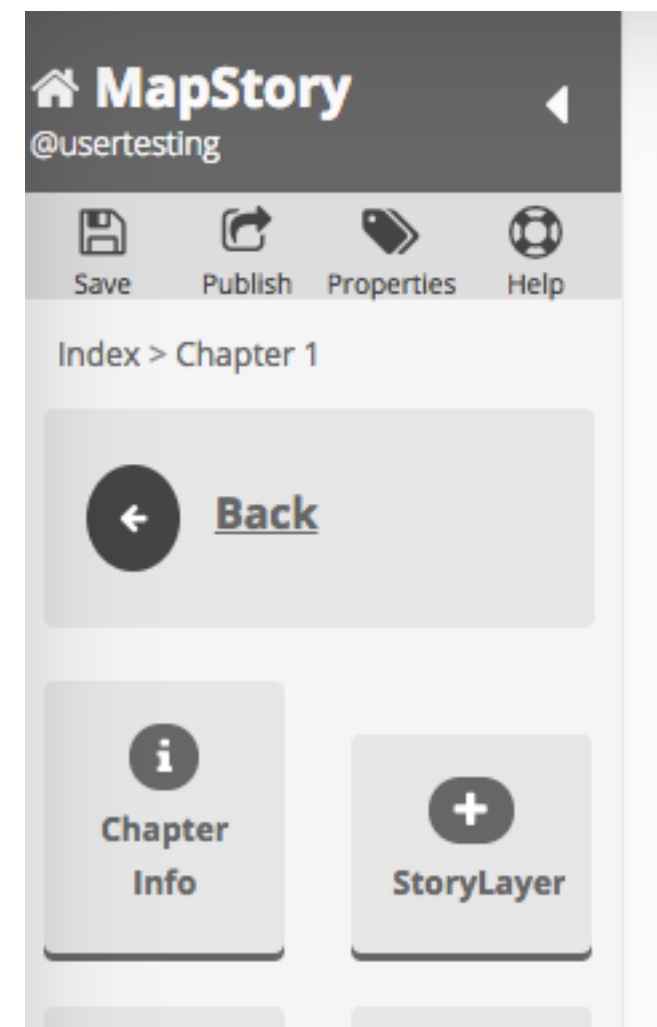 MapStory
@usertesting
Save Publish Properties Help
Index > Chapter 1
Back
Chapter
Info
StoryLayer